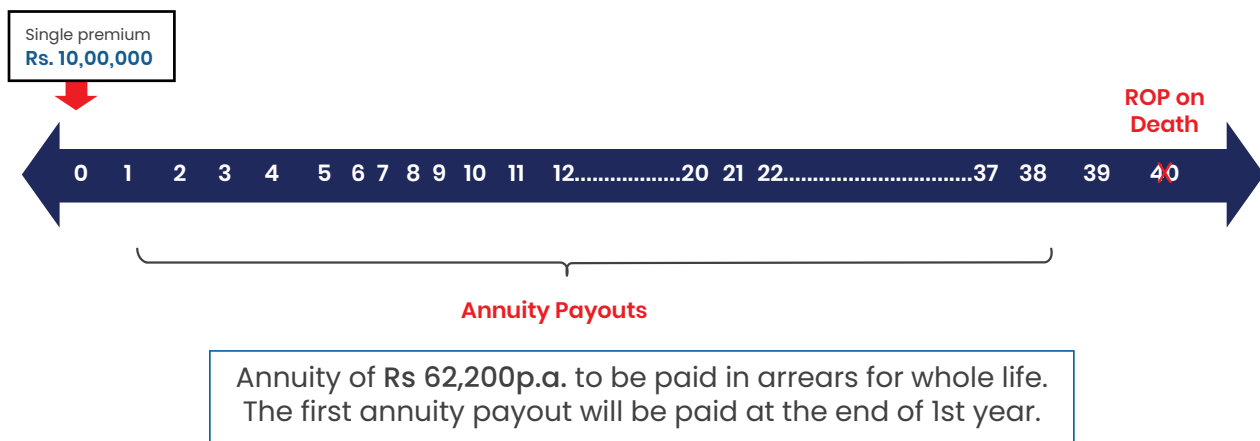 Single premium
Rs. 10,00,000
ROP on
Death
0 1 2 3 4 5 6 7 8 9 10 11 12..................20 21 22................................37 38 39 40
X
Annuity Payouts
Annuity of Rs 62,200p.a. to be paid in arrears for whole life.
The first annuity payout will be paid at the end of 1st year.